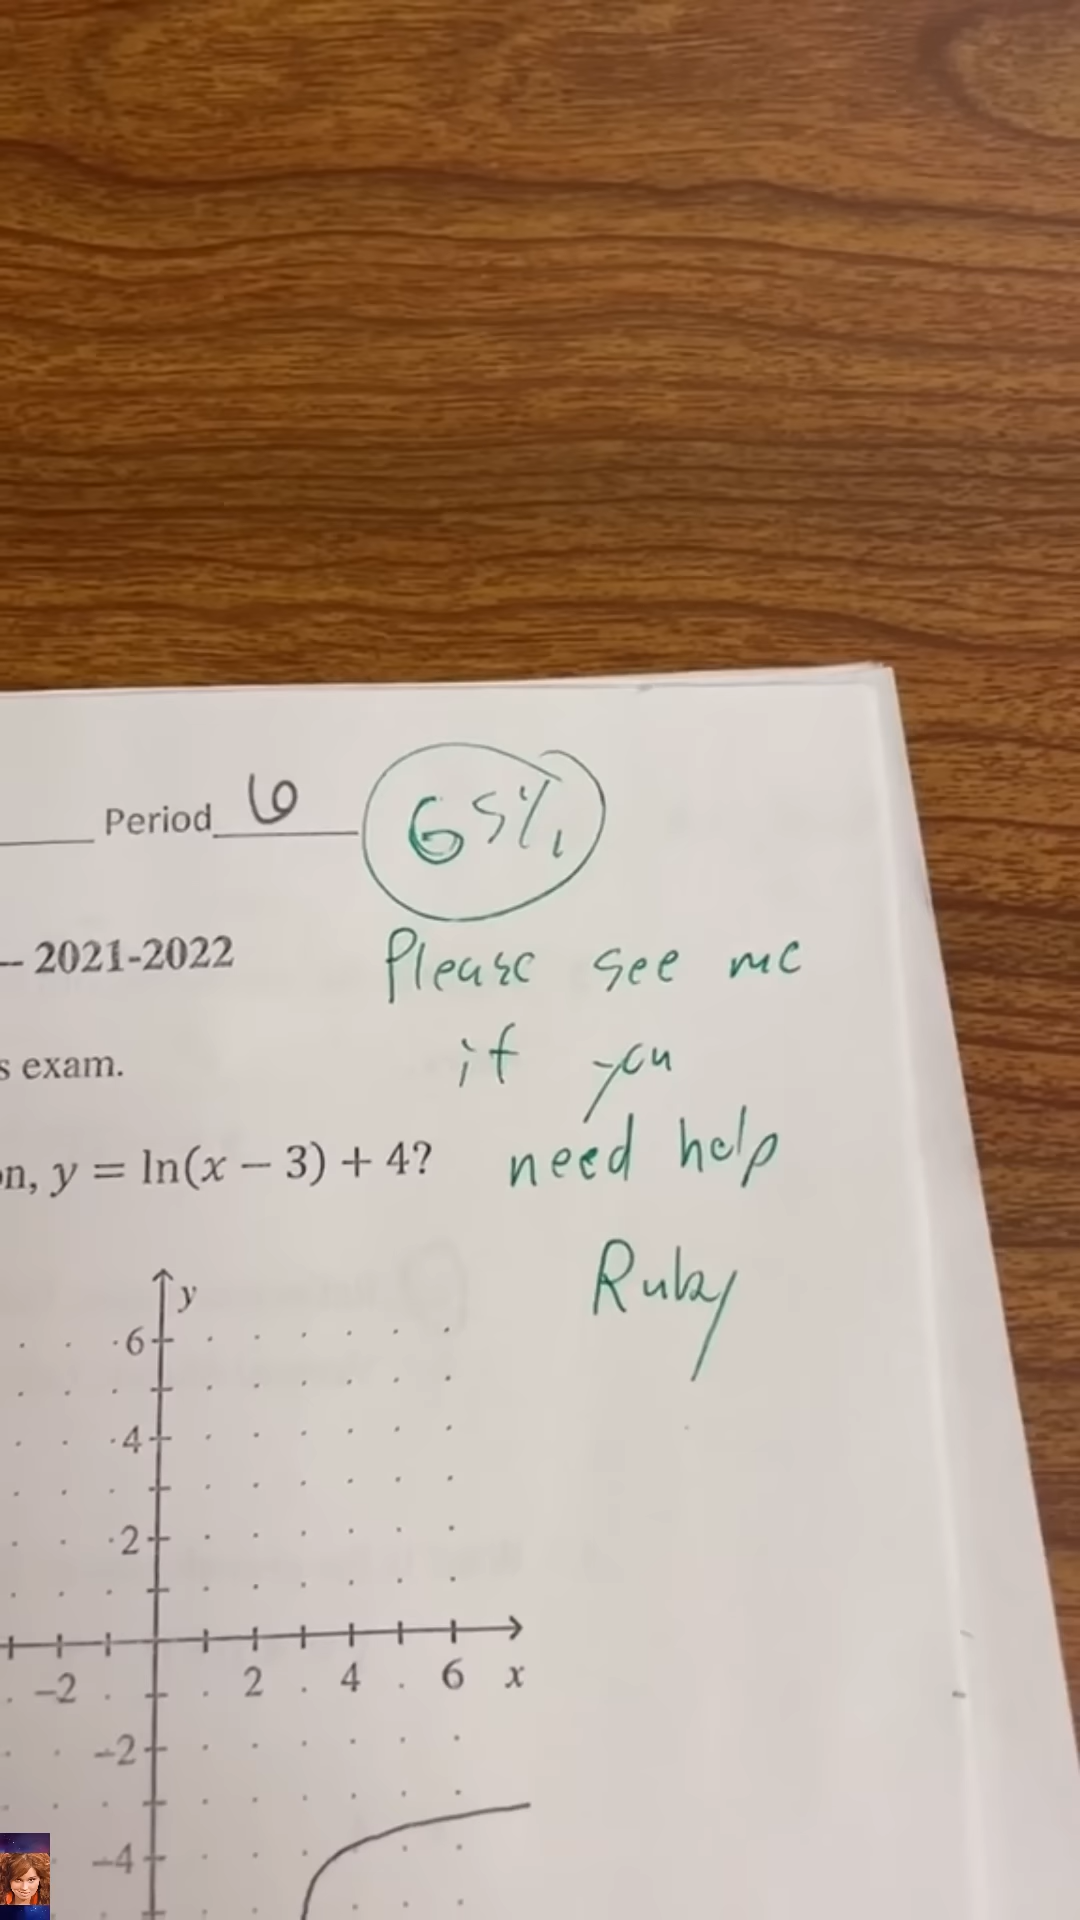 Period 6 65%
– 2021-2022 Please see me
s exam. if you
n, y = ln(x – 3) + 4? need help
Ruby
y
6
4
2
-2 2 4 6 x
-2
-4